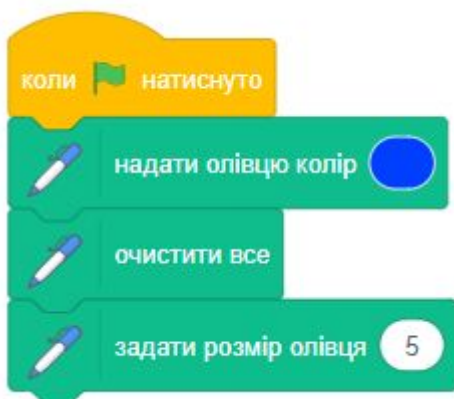 коли натиснуто
надати олівцю колір
очистити все
задати розмір олівця 5